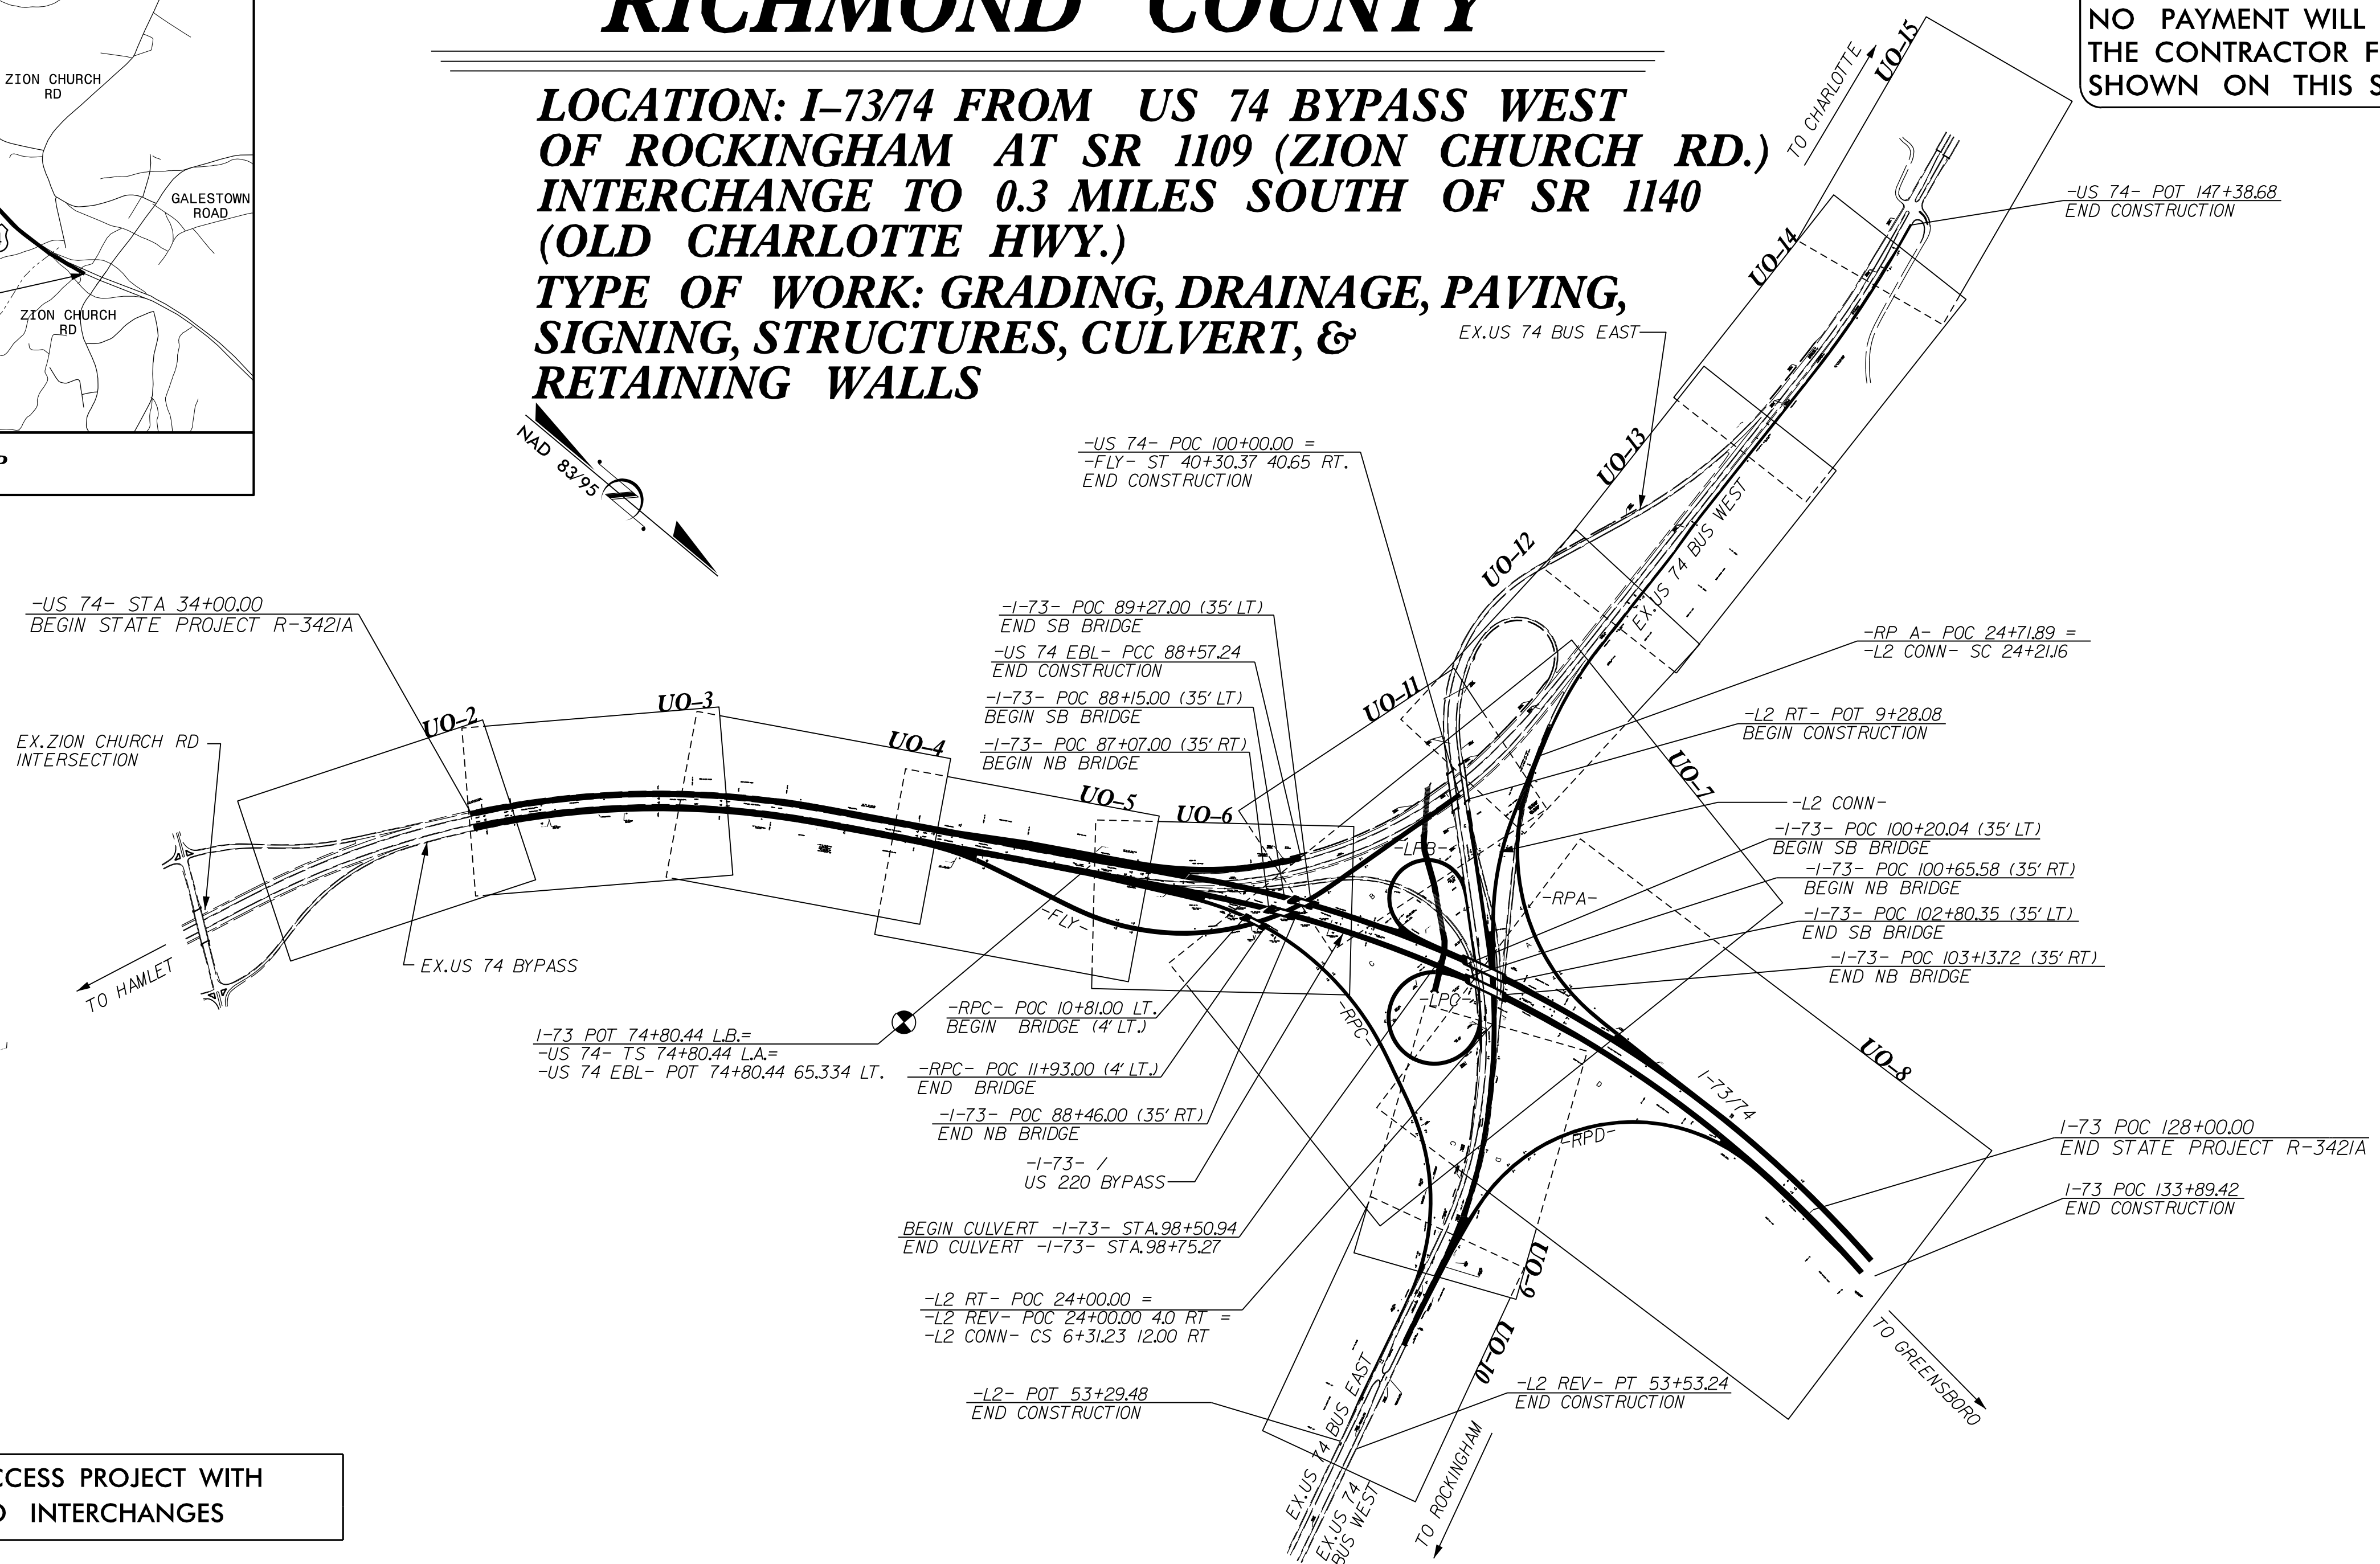 RICHMOND COUNTY
NO PAYMENT WILL
THE CONTRACTOR F
SHOWN ON THIS S
ZION CHURCH
RD
GALESTOWN
ROAD
ZION CHURCH
RD
LOCATION: I-73/74 FROM US 74 BYPASS WEST
OF ROCKINGHAM AT SR 1109 (ZION CHURCH RD.)
INTERCHANGE TO 0.3 MILES SOUTH OF SR 1140
(OLD CHARLOTTE HWY.)
TYPE OF WORK: GRADING, DRAINAGE, PAVING,
SIGNING, STRUCTURES, CULVERT, &
RETAINING WALLS
NAD 83/95
TO CHARLOTTE
UO-15
-US 74- POT 147+38.68
END CONSTRUCTION
UO-14
EX.US 74 BUS EAST
UO-13
-US 74- POC 100+00.00 =
-FLY- ST 40+30.37 40.65 RT.
END CONSTRUCTION
EX.US 74 BUS WEST
UO-12
-US 74- STA 34+00.00
BEGIN STATE PROJECT R-3421A
-I-73- POC 89+27.00 (35' LT)
END SB BRIDGE
-US 74 EBL- PCC 88+57.24
END CONSTRUCTION
-I-73- POC 88+15.00 (35' LT)
BEGIN SB BRIDGE
-I-73- POC 87+07.00 (35' RT)
BEGIN NB BRIDGE
-RP A- POC 24+71.89 =
-L2 CONN- SC 24+21.16
UO-11
-L2 RT- POT 9+28.08
BEGIN CONSTRUCTION
UO-7
EX.ZION CHURCH RD
INTERSECTION
UO-2
UO-3
UO-4
UO-5
UO-6
-L2 CONN-
-I-73- POC 100+20.04 (35' LT)
BEGIN SB BRIDGE
-I-73- POC 100+65.58 (35' RT)
BEGIN NB BRIDGE
-I-73- POC 102+80.35 (35' LT)
END SB BRIDGE
-I-73- POC 103+13.72 (35' RT)
END NB BRIDGE
-LPB-
-RPA-
-FLY-
-LPC-
-RPC-
EX.US 74 BYPASS
TO HAMLET
-RPC- POC 10+81.00 LT.
BEGIN BRIDGE (4' LT.)
I-73 POT 74+80.44 L.B.=
-US 74- TS 74+80.44 L.A.=
-US 74 EBL- POT 74+80.44 65.334 LT.
-RPC- POC 11+93.00 (4' LT.)
END BRIDGE
-I-73- POC 88+46.00 (35' RT)
END NB BRIDGE
-I-73- /
US 220 BYPASS
UO-8
I-73/74
-RPD-
I-73 POC 128+00.00
END STATE PROJECT R-3421A
I-73 POC 133+89.42
END CONSTRUCTION
BEGIN CULVERT -I-73- STA.98+50.94
END CULVERT -I-73- STA.98+75.27
-L2 RT- POC 24+00.00 =
-L2 REV- POC 24+00.00 4.0 RT =
-L2 CONN- CS 6+31.23 12.00 RT
UO-9
UO-10
TO GREENSBORO
-L2- POT 53+29.48
END CONSTRUCTION
-L2 REV- PT 53+53.24
END CONSTRUCTION
EX.US 74 BUS EAST
EX.US 74
BUS WEST
TO ROCKINGHAM
CCESS PROJECT WITH
INTERCHANGES